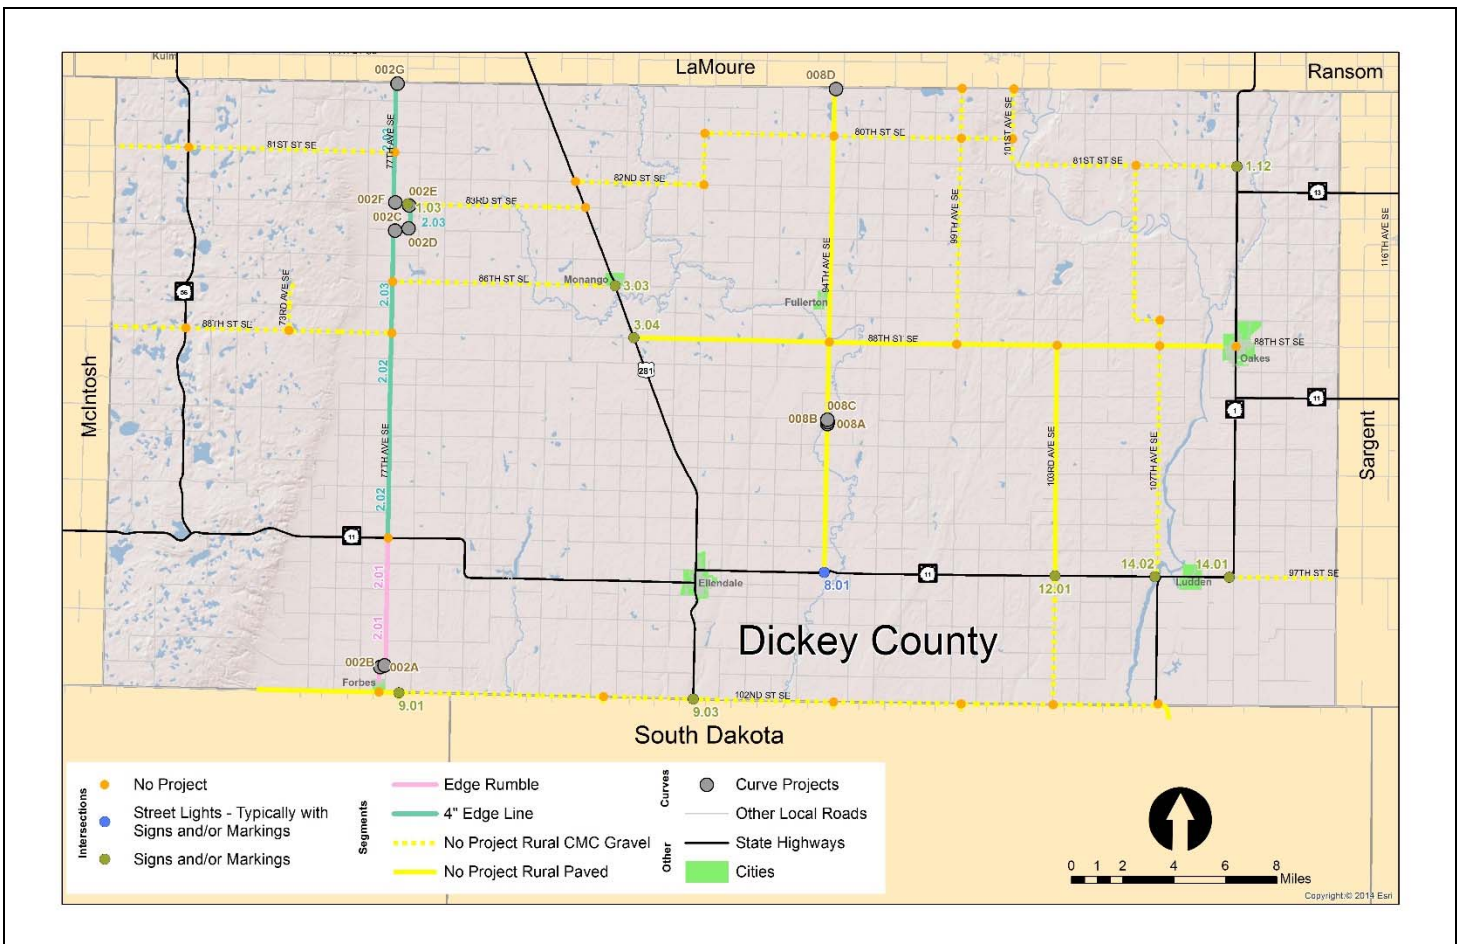 Kulm
LaMoure
Ransom
002G
008D
77TH AVE SE
2.03
81ST ST SE
80TH ST SE
101ST AVE SE
81ST ST SE
1.12
82ND ST SE
13
002E
002F
1.03
83RD ST SE
002C
2.03
002D
99TH AVE SE
116TH AVE SE
56
73RD AVE SE
2.03
86TH ST SE
Monango
3.03
94TH AVE SE
Fullerton
88TH ST SE
3.04
88TH ST SE
88TH ST SE
Oakes
281
2.02
McIntosh
11
1
008C
008B
008A
77TH AVE SE
103RD AVE SE
107TH AVE SE
Sargent
2.02
11
2.01
Ellendale
8.01
11
12.01
14.02
14.01
Ludden
97TH ST SE
2.01
Dickey County
002B
002A
Forbes
9.01
9.03
102ND ST SE
South Dakota
Intersections
No Project
Street Lights - Typically with
Signs and/or Markings
Signs and/or Markings
Segments
Edge Rumble
4" Edge Line
No Project Rural CMC Gravel
No Project Rural Paved
Curves
Curve Projects
Other
Other Local Roads
State Highways
Cities
0 1 2 4 6 8
Miles
Copyright:© 2014 Esri